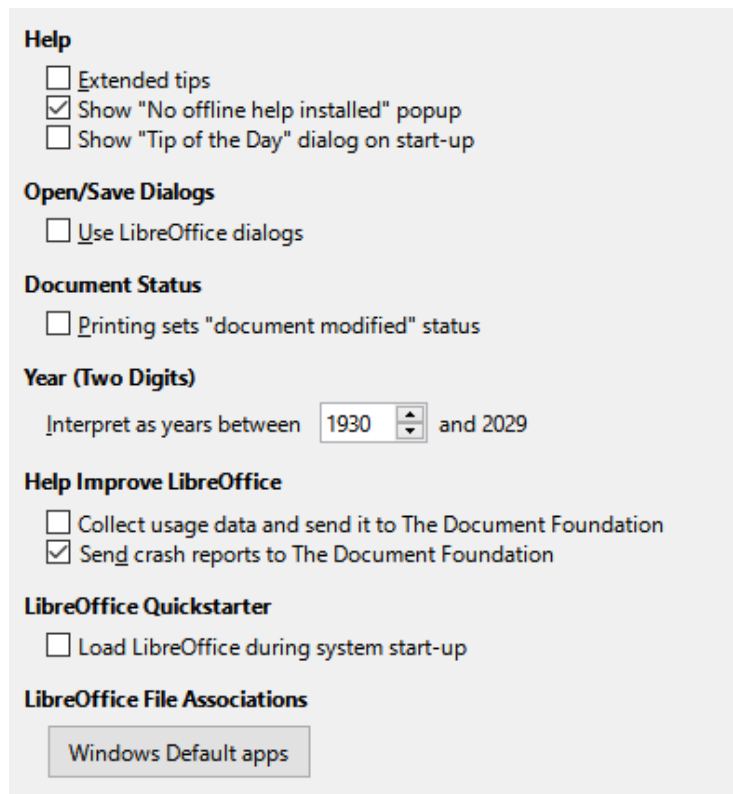 Help
Extended tips
Show "No offline help installed" popup
Show "Tip of the Day" dialog on start-up
Open/Save Dialogs
Use LibreOffice dialogs
Document Status
Printing sets "document modified" status
Year (Two Digits)
Interpret as years between 1930 and 2029
Help Improve LibreOffice
Collect usage data and send it to The Document Foundation
Send crash reports to The Document Foundation
LibreOffice Quickstarter
Load LibreOffice during system start-up
LibreOffice File Associations
Windows Default apps